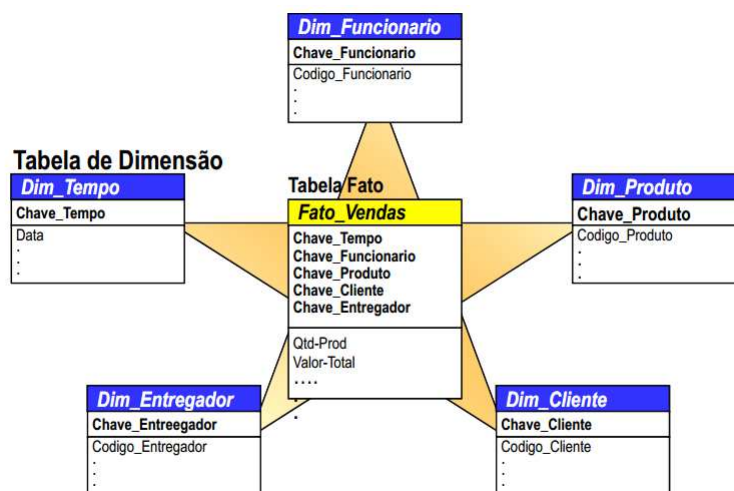 Dim_Funcionario
Chave_Funcionario
Codigo_Funcionario
.
.
.
Tabela de Dimensão
Dim_Tempo
Chave_Tempo
Data
.
.
.
Tabela Fato
Fato_Vendas
Chave_Tempo
Chave_Funcionario
Chave_Produto
Chave_Cliente
Chave_Entregador
Qtd-Prod
Valor-Total
....
.
.
Dim_Produto
Chave_Produto
Codigo_Produto
.
.
.
Dim_Entregador
Chave_Entreegador
Codigo_Entregador
.
.
.
Dim_Cliente
Chave_Cliente
Codigo_Cliente
.
.
.